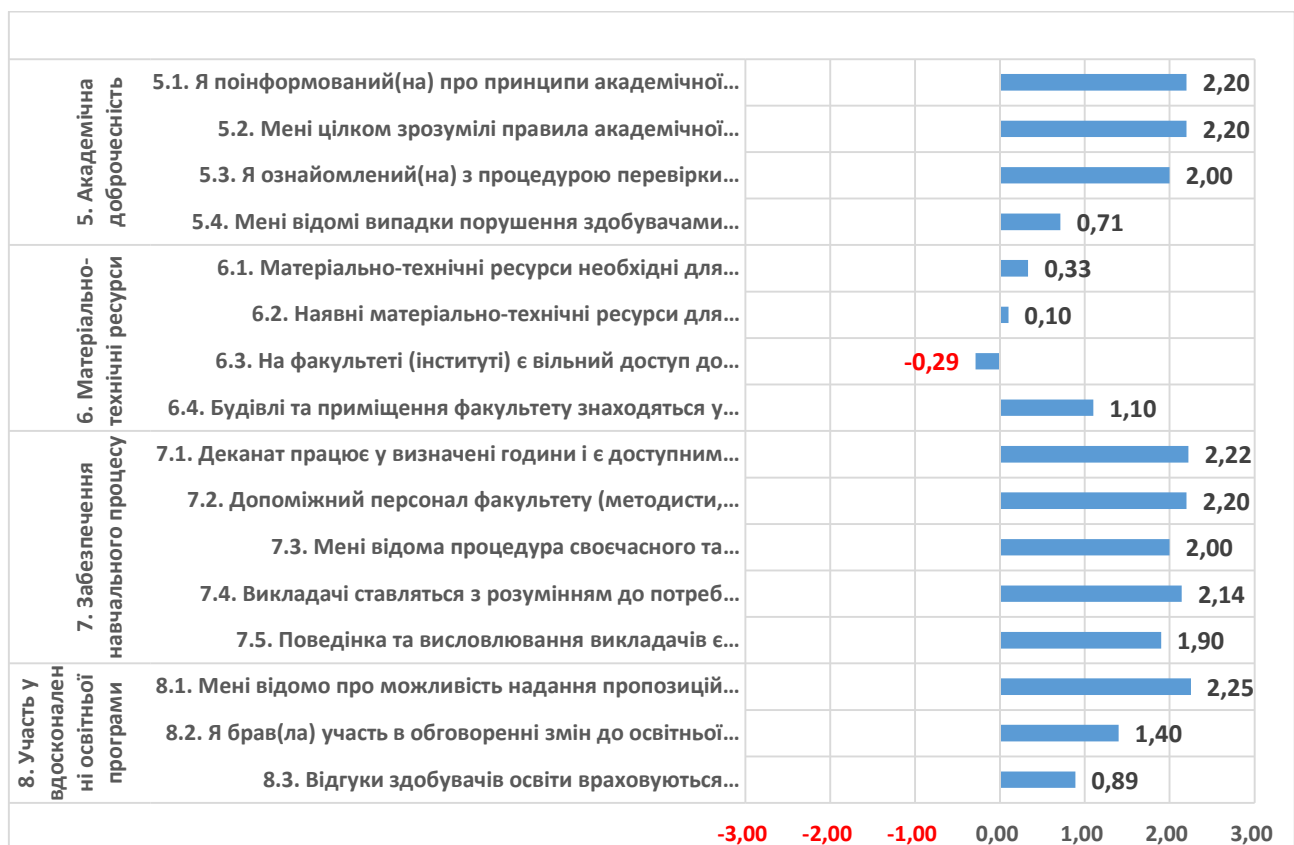 5. Академічна
доброчесність
5.1. Я поінформований(на) про принципи академічної... 2,20
5.2. Мені цілком зрозумілі правила академічної... 2,20
5.3. Я ознайомлений(на) з процедурою перевірки... 2,00
5.4. Мені відомі випадки порушення здобувачами... 0,71
6. Матеріально-
технічні ресурси
6.1. Матеріально-технічні ресурси необхідні для... 0,33
6.2. Наявні матеріально-технічні ресурси для... 0,10
6.3. На факультеті (інституті) є вільний доступ до... -0,29
6.4. Будівлі та приміщення факультету знаходяться у... 1,10
7. Забезпечення
навчального процесу
7.1. Деканат працює у визначені години і є доступним... 2,22
7.2. Допоміжний персонал факультету (методисти,... 2,20
7.3. Мені відома процедура своєчасного та... 2,00
7.4. Викладачі ставляться з розумінням до потреб... 2,14
7.5. Поведінка та висловлювання викладачів є... 1,90
8. Участь у
вдосконален
ні освітньої
програми
8.1. Мені відомо про можливість надання пропозицій... 2,25
8.2. Я брав(ла) участь в обговоренні змін до освітньої... 1,40
8.3. Відгуки здобувачів освіти враховуються... 0,89
-3,00 -2,00 -1,00 0,00 1,00 2,00 3,00